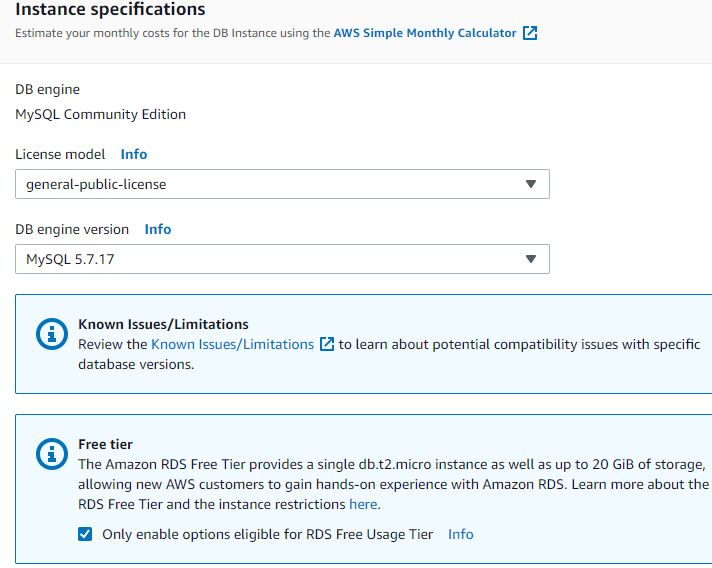 Instance specifications
Estimate your monthly costs for the DB Instance using the AWS Simple Monthly Calculator
DB engine
MySQL Community Edition
License model Info
general-public-license
DB engine version Info
MySQL 5.7.17
Known Issues/Limitations
Review the Known Issues/Limitations to learn about potential compatibility issues with specific
database versions.
Free tier
The Amazon RDS Free Tier provides a single db.t2.micro instance as well as up to 20 GiB of storage,
allowing new AWS customers to gain hands-on experience with Amazon RDS. Learn more about the
RDS Free Tier and the instance restrictions here.
Only enable options eligible for RDS Free Usage Tier Info